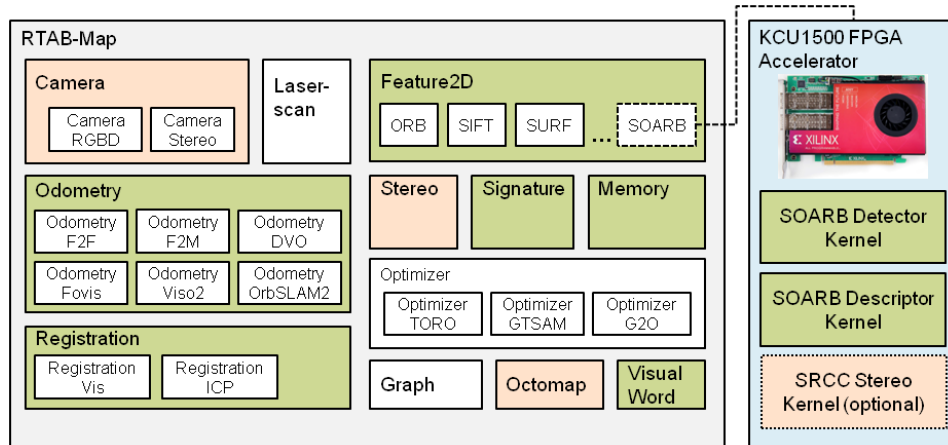 RTAB-Map
Camera
Camera
RGBD
Camera
Stereo
Laser-
scan
Feature2D
ORB
SIFT
SURF
...
SOARB
Odometry
Odometry
F2F
Odometry
F2M
Odometry
DVO
Odometry
Fovis
Odometry
Viso2
Odometry
OrbSLAM2
Stereo
Signature
Memory
Optimizer
Optimizer
TORO
Optimizer
GTSAM
Optimizer
G2O
Registration
Registration
Vis
Registration
ICP
Graph
Octomap
Visual
Word
KCU1500 FPGA
Accelerator
XILINX
SOARB Detector
Kernel
SOARB Descriptor
Kernel
SRCC Stereo
Kernel (optional)